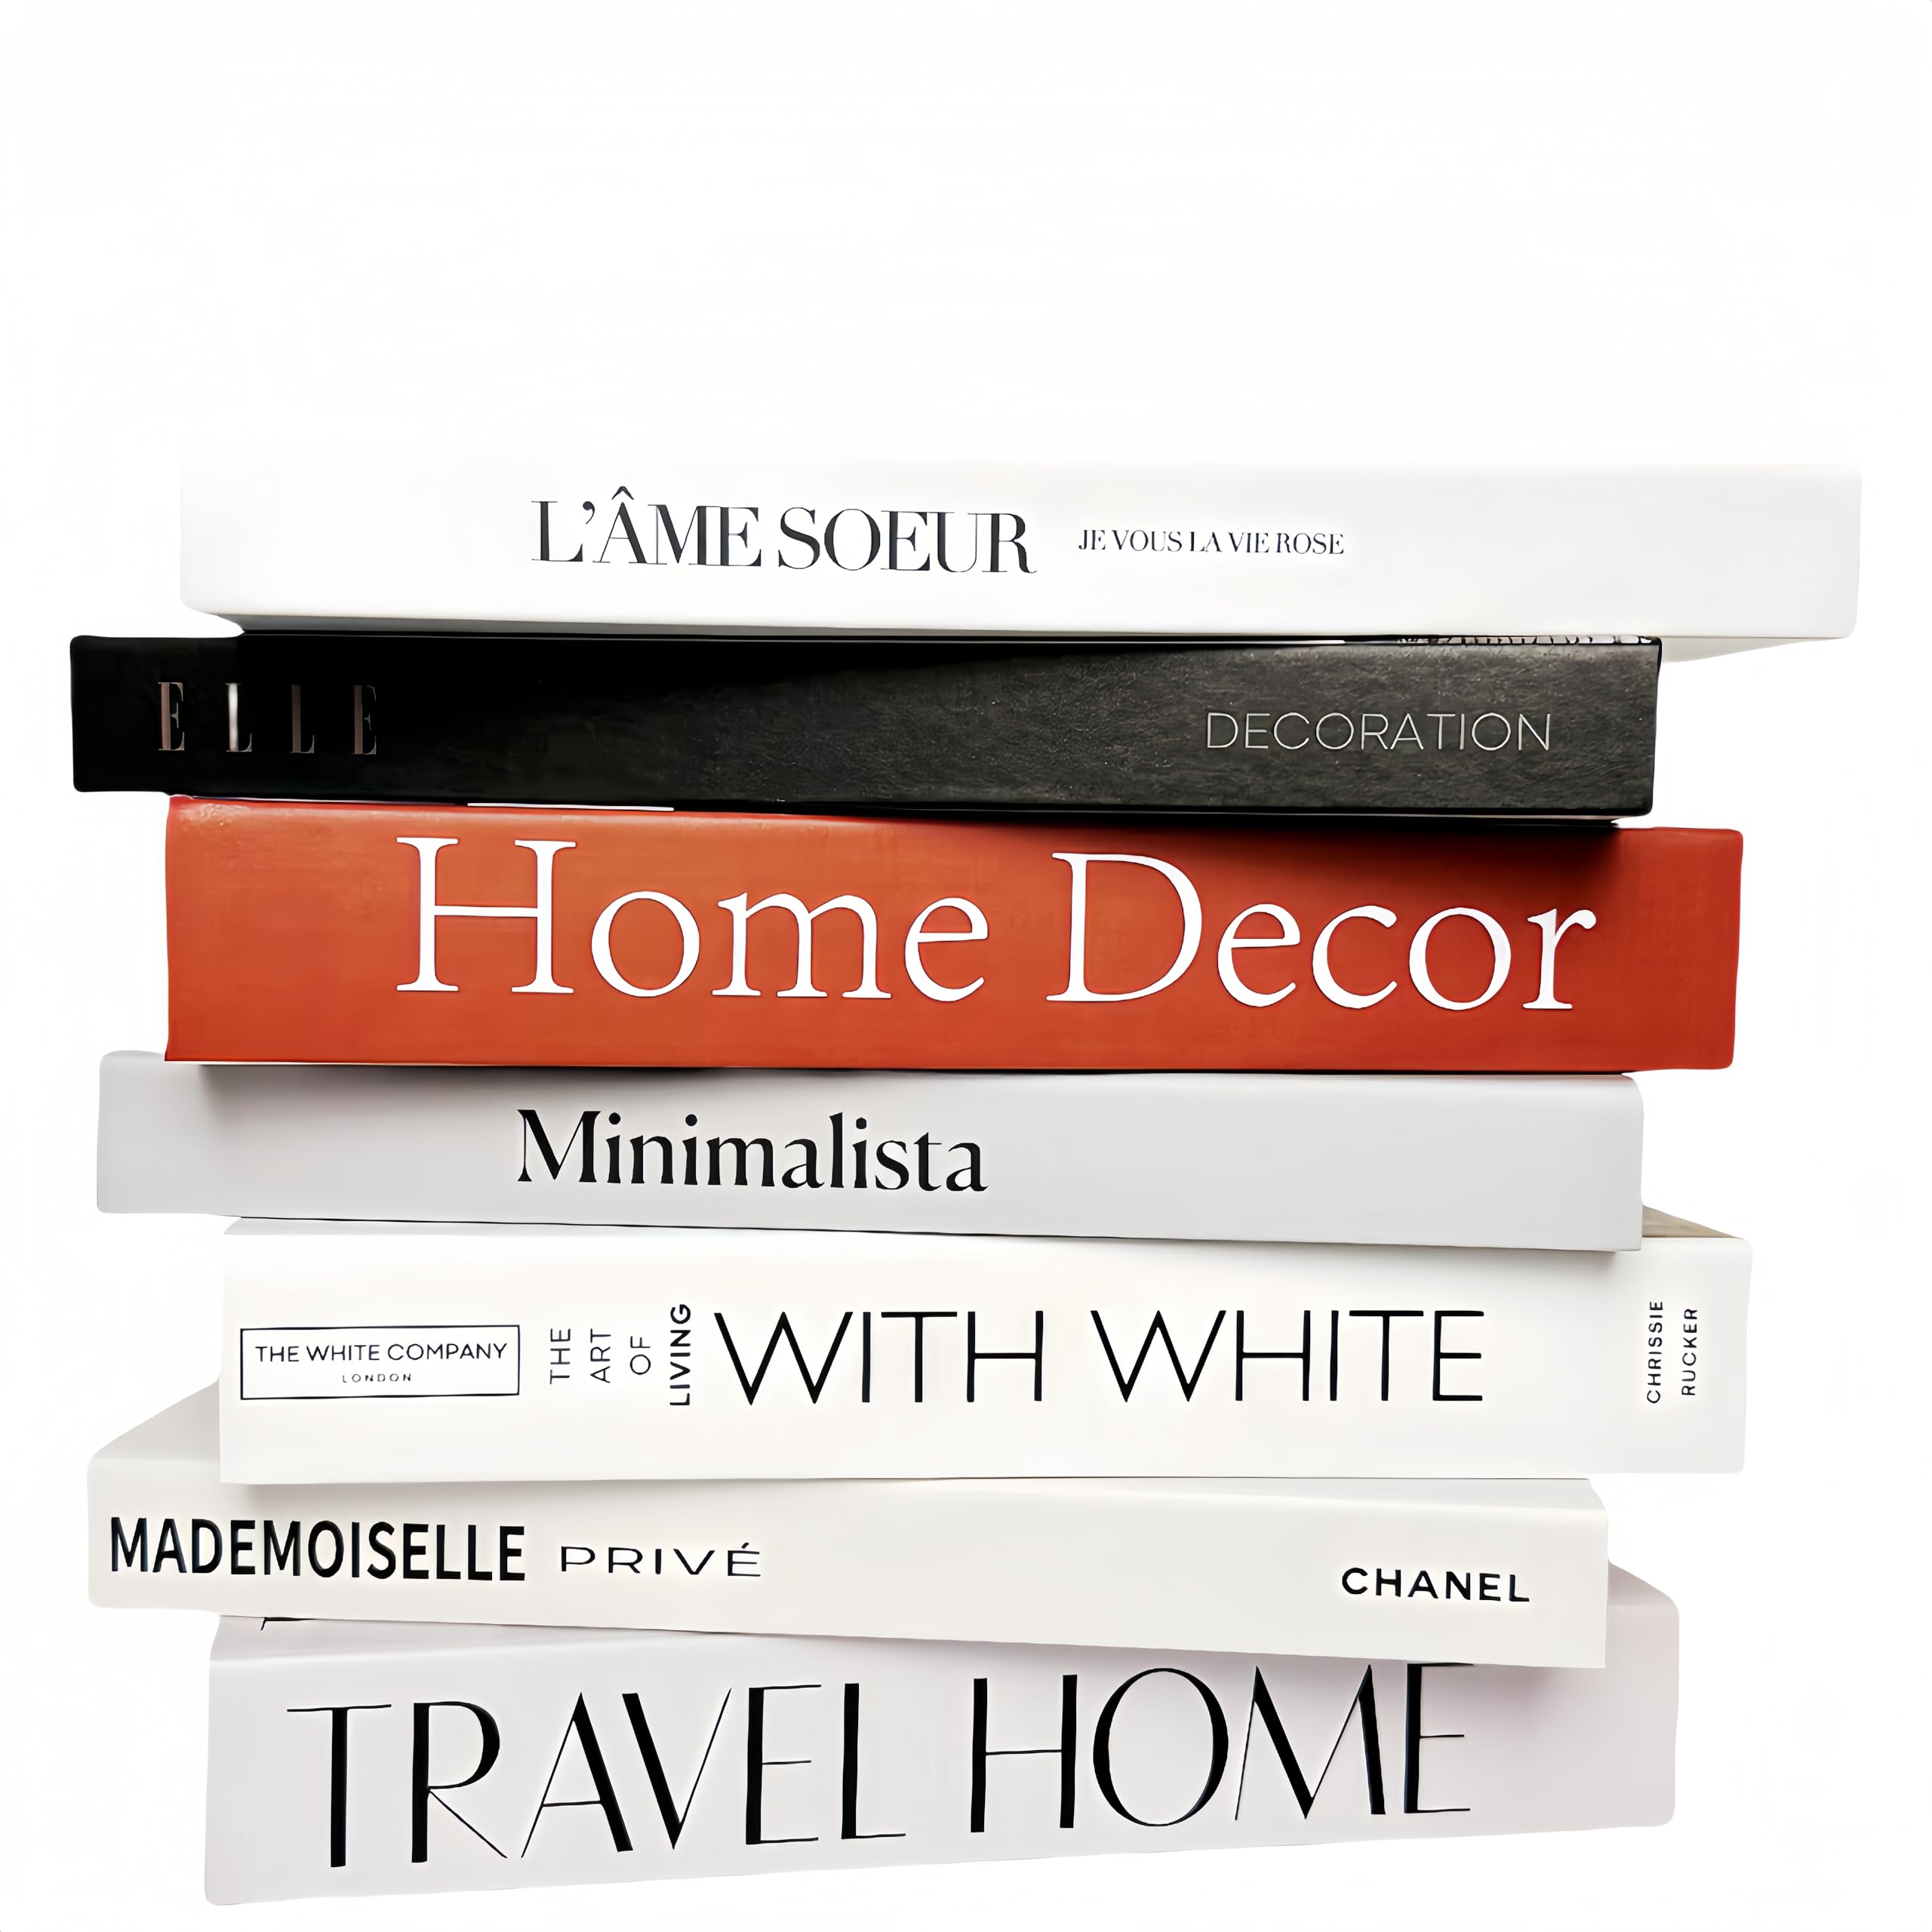 L'ÂME SOEUR JE VOUS LA VIE ROSE
ELLE DECORATION
Home Decor
Minimalista
THE WHITE COMPANY
LONDON
THE
ART
OF
LIVING
WITH WHITE
CHRISSIE
RUCKER
MADEMOISELLE PRIVÉ CHANEL
TRAVEL HOME